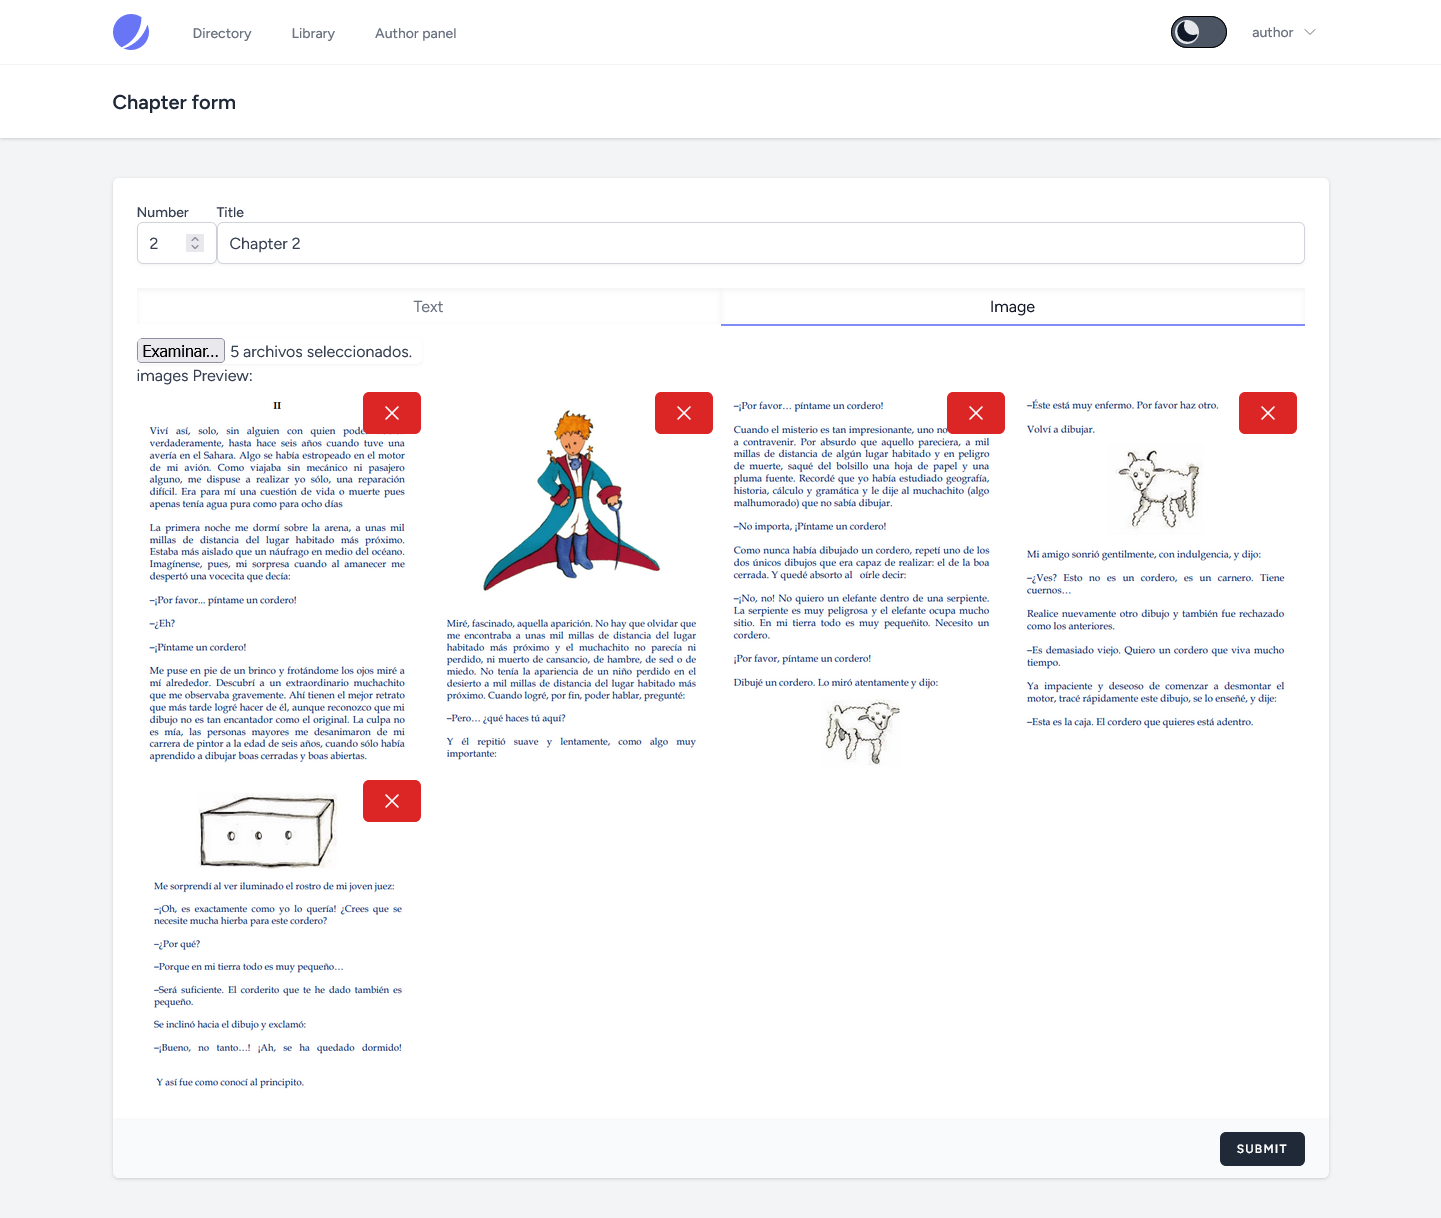 Directory
Library
Author panel
author
Chapter form
Number
Title
2
Chapter 2
Text
Image
Examinar...
5 archivos seleccionados.
images Preview:
II
Viví así, solo, sin alguien con quien
verdaderamente, hasta hace seis años cuando tuve una
avería en el Sahara. Algo se había estropeado en el motor
de mi avión. Como viajaba sin mecánico ni pasajero
alguno, me dispuse a realizar yo sólo, una reparación
difícil. Era para mí una cuestión de vida o muerte pues
apenas tenía agua pura como para ocho días
La primera noche me dormí sobre la arena, a unas mil
millas de distancia del lugar habitado más próximo.
Estaba más aislado que un náufrago en medio del océano.
Imagínense, pues, mi sorpresa cuando al amanecer me
despertó una vocecita que decía:
–¡Por favor... píntame un cordero!
–¿Eh?
–¡Píntame un cordero!
Me puse en pie de un brinco y frotándome los ojos miré a
mí alrededor. Descubrí a un extraordinario muchachito
que me observaba gravemente. Ahí tienen el mejor retrato
que más tarde logré hacer de él, aunque reconozco que mi
dibujo no es tan encantador como el original. La culpa no
es mía, las personas mayores me desanimaron de mi
carrera de pintor a la edad de seis años, cuando sólo había
aprendido a dibujar boas cerradas y boas abiertas.
Miré, fascinado, aquella aparición. No hay que olvidar que
me encontraba a unas mil millas de distancia del lugar
habitado más próximo y el muchachito no parecía ni
perdido, ni muerto de cansancio, de hambre, de sed o de
miedo. No tenía la apariencia de un niño perdido en el
desierto a mil millas de distancia del lugar habitado más
próximo. Cuando logré, por fin, poder hablar, pregunté:
–Pero… ¿qué haces tú aquí?
Y él repitió suave y lentamente, como algo muy
importante:
–¡Por favor… píntame un cordero!
Cuando el misterio es tan impresionante, uno
a contravenir. Por absurdo que aquello pareciera, a mil
millas de distancia de algún lugar habitado y en peligro
de muerte, saqué del bolsillo una hoja de papel y una
pluma fuente. Recordé que yo había estudiado geografía,
historia, cálculo y gramática y le dije al muchachito (algo
malhumorado) que no sabía dibujar.
–No importa, ¡Píntame un cordero!
Como nunca había dibujado un cordero, repetí uno de los
dos únicos dibujos que era capaz de realizar: el de la boa
cerrada. Y quedé absorto al oírle decir:
–¡No, no! No quiero un elefante dentro de una serpiente.
La serpiente es muy peligrosa y el elefante ocupa mucho
sitio. En mi tierra todo es muy pequeñito. Necesito un
cordero.
¡Por favor, píntame un cordero!
Dibujé un cordero. Lo miró atentamente y dijo:
–Éste está muy enfermo. Por favor haz otro.
Volví a dibujar.
Mi amigo sonrió gentilmente, con indulgencia, y dijo:
–¿Ves? Esto no es un cordero, es un carnero. Tiene
cuernos…
Realice nuevamente otro dibujo y también fue rechazado
como los anteriores.
–Es demasiado viejo. Quiero un cordero que viva mucho
tiempo.
Ya impaciente y deseoso de comenzar a desmontar el
motor, tracé rápidamente este dibujo, se lo enseñé, y dije:
–Esta es la caja. El cordero que quieres está adentro.
Me sorprendí al ver iluminado el rostro de mi joven juez:
–¡Oh, es exactamente como yo lo quería! ¿Crees que se
necesite mucha hierba para este cordero?
–¿Por qué?
–Porque en mi tierra todo es muy pequeño…
–Será suficiente. El corderito que te he dado también es
pequeño.
Se inclinó hacia el dibujo y exclamó:
–¡Bueno, no tanto…! ¡Ah, se ha quedado dormido!
Y así fue como conocí al principito.
SUBMIT